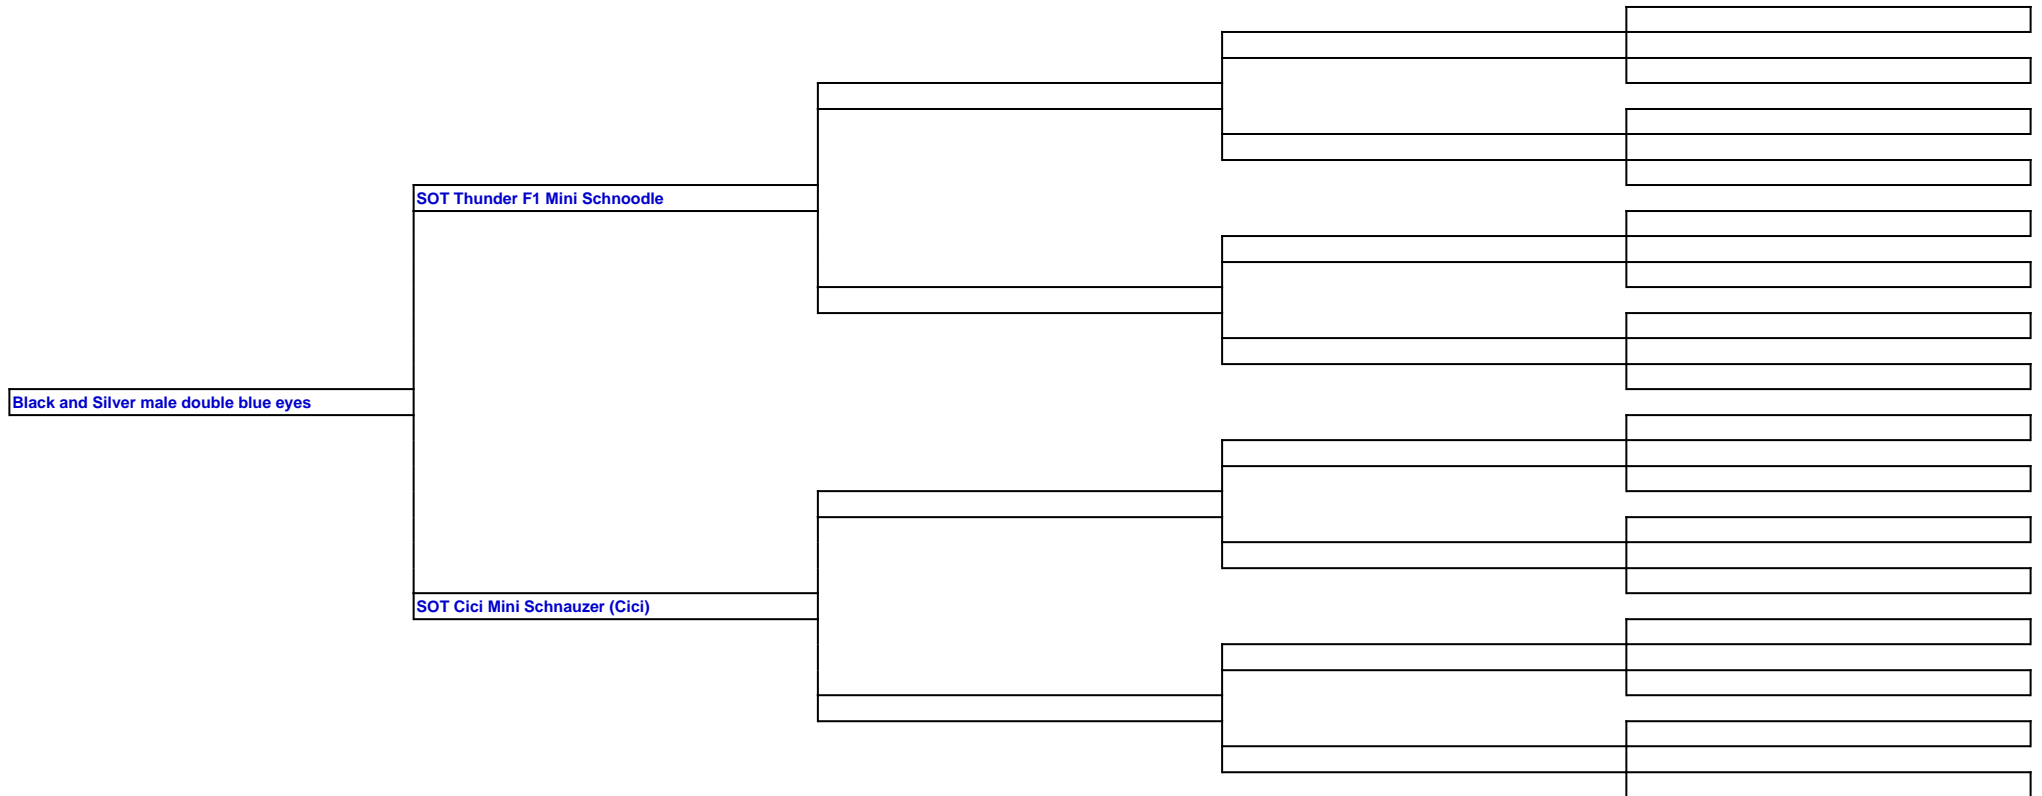 SOT Thunder F1 Mini Schnoodle
Black and Silver male double blue eyes
SOT Cici Mini Schnauzer (Cici)